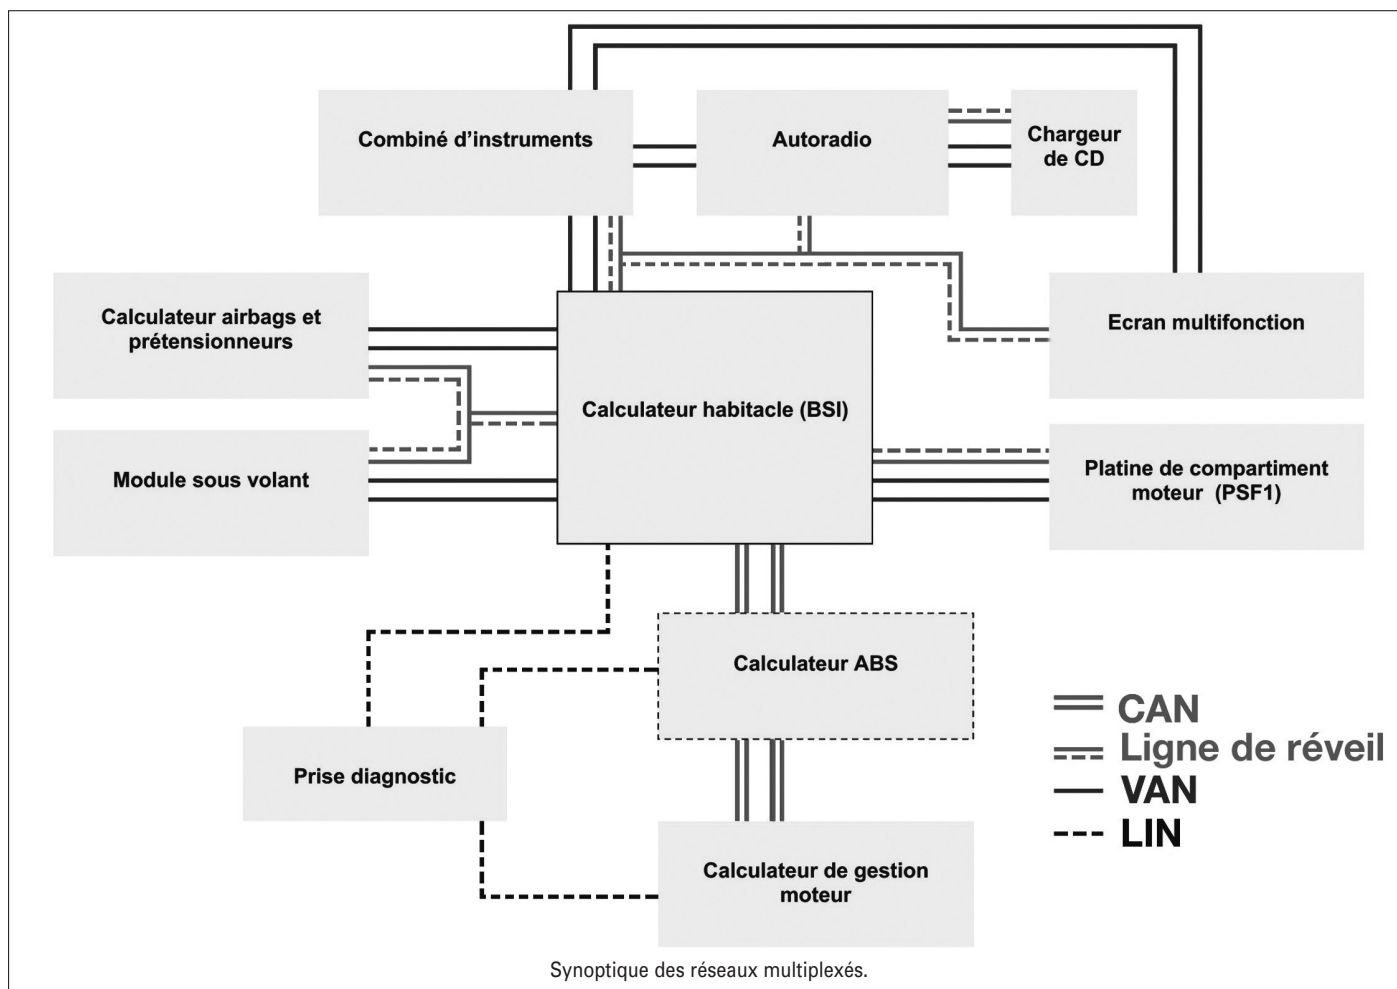 Combiné d'instruments
Autoradio
Chargeur
de CD
Calculateur airbags et
prétensionneurs
Ecran multifonction
Calculateur habitacle (BSI)
Module sous volant
Platine de compartiment
moteur (PSF1)
Calculateur ABS
Prise diagnostic
Calculateur de gestion
moteur
CAN
Ligne de réveil
VAN
LIN
Synoptique des réseaux multiplexés.